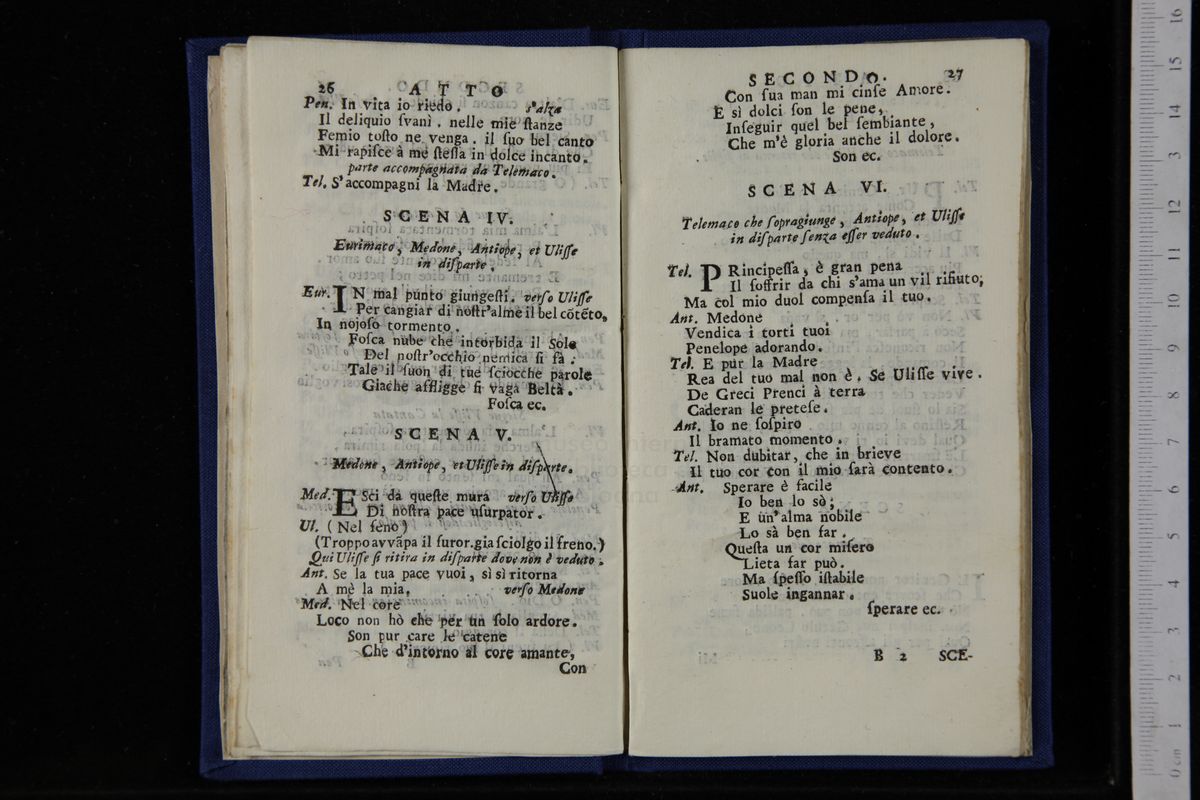 26 ATTO
Pen. In vita io riedo. s'alza
Il deliquio ſvanì. nelle mie ſtanze
Femio toſto ne venga. il ſuo bel canto
Mi rapiſce à me ſteſſa in dolce incanto.
parte accompagnata da Telemaco.
Tel. S'accompagni la Madre.
SCENA IV.
Eurimaco, Medone, Antiope, et Uliſſe
in diſparte.
Eur. IN mal punto giungeſti. verſo Uliſſe
Per cangiar di noſtr'alme il bel cõtẽto,
In nojoſo tormento.
Foſca nube che intorbida il Sole
Del noſtr'occhio nemica ſi fà:
Tale il ſuon di tue ſciocche parole
Giache affligge ſi vaga Beltà.
Foſca ec.
SCENA V.
Medone, Antiope, et Uliſſe in diſparte.
Med. ESci da queſte mura verſo Uliſſe
Di noſtra pace uſurpator.
Ul. (Nel ſeno)
(Troppo avvãpa il furor. gia ſciolgo il freno.)
Qui Uliſſe ſi ritira in diſparte dove non è veduto.
Ant. Se la tua pace vuoi, sì sì ritorna
A mè la mia. verſo Medone
Med. Nel core
Loco non hò che per un ſolo ardore.
Son pur care le catene
Che d'intorno al core amante,
Con
SECONDO. 27
Con ſua man mi cinſe Amore.
E sì dolci ſon le pene,
Inſeguir quel bel ſembiante,
Che m'è gloria anche il dolore.
Son ec.
SCENA VI.
Telemaco che ſopragiunge, Antiope, et Uliſſe
in diſparte ſenza eſſer veduto.
Tel. PRincipeſſa, è gran pena
Il ſoffrir da chi s'ama un vil rifiuto;
Ma col mio duol compenſa il tuo.
Ant. Medone
Vendica i torti tuoi
Penelope adorando.
Tel. E pur la Madre
Rea del tuo mal non è. Se Uliſſe vive.
De Greci Prenci à terra
Caderan le preteſe.
Ant. Io ne ſoſpiro
Il bramato momento.
Tel. Non dubitar, che in brieve
Il tuo cor con il mio ſarà contento.
Ant. Sperare è facile
Io ben lo sò;
E un'alma nobile
Lo sà ben far.
Queſta un cor miſero
Lieta far può.
Ma ſpeſſo iſtabile
Suole ingannar.
ſperare ec.
B 2 SCE-